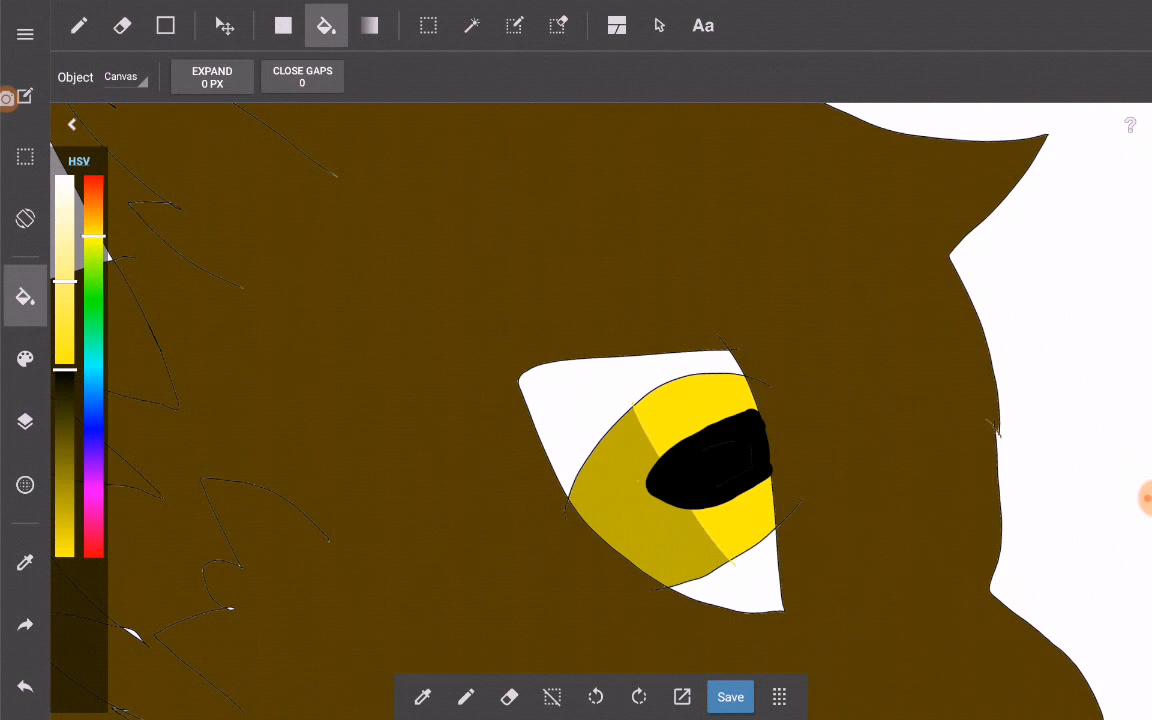 Aa
Object Canvas
EXPAND
0 PX
CLOSE GAPS
0
?
HSV
Save